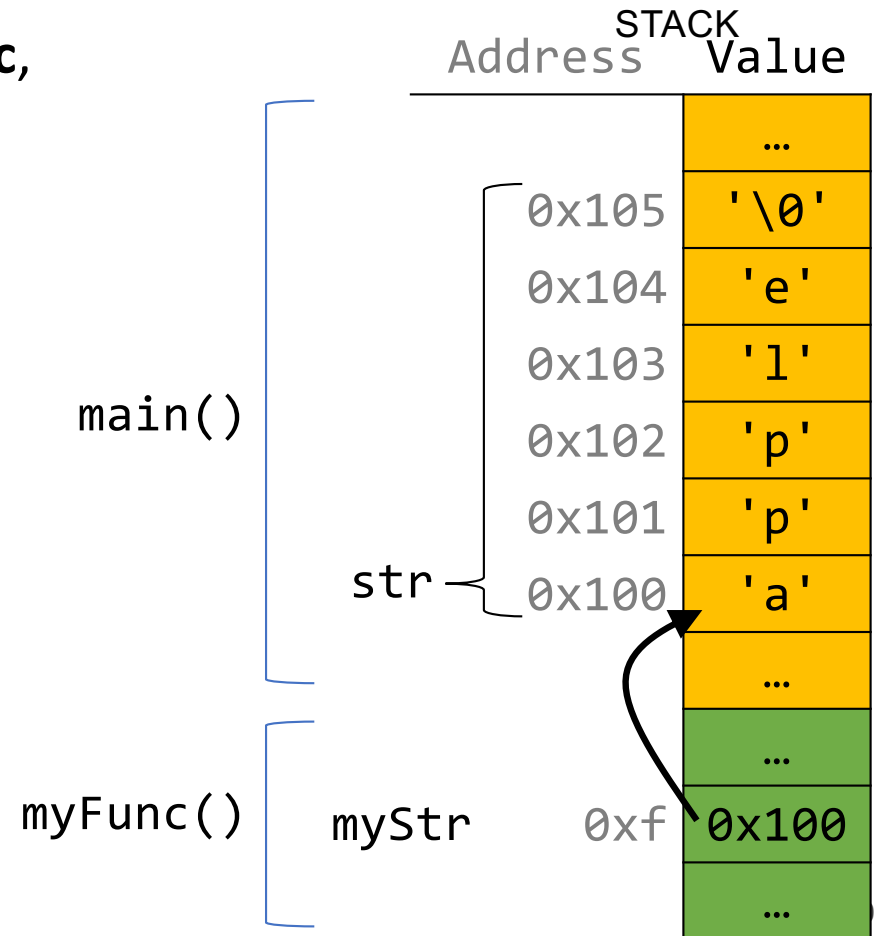 c,
STACK
Address Value
…
0x105 '\0'
0x104 'e'
0x103 'l'
main()
0x102 'p'
0x101 'p'
str 0x100 'a'
…
…
myFunc() myStr 0xf 0x100
…